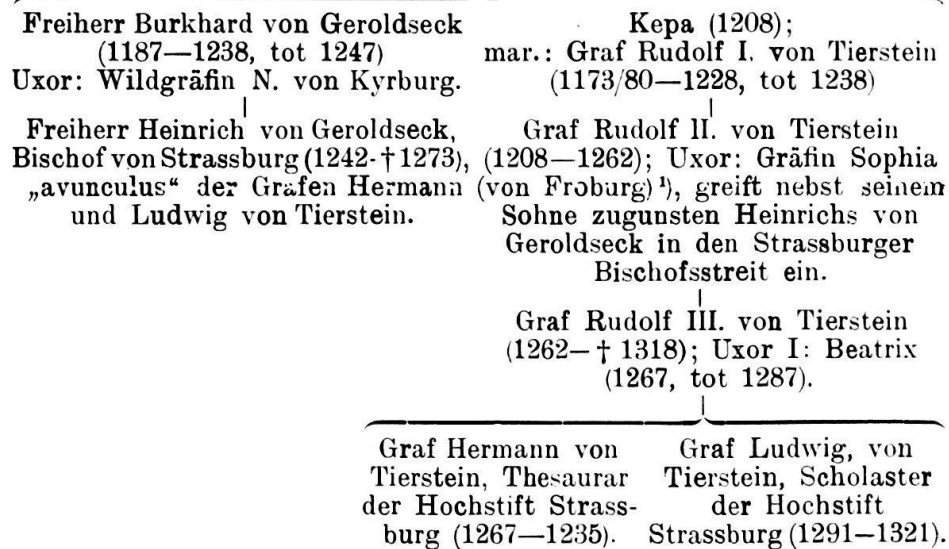 Freiherr Burkhard von Geroldseck
(1187—1238, tot 1247)
Uxor: Wildgräfin N. von Kyrburg.
Freiherr Heinrich von Geroldseck,
Bischof von Strassburg (1242-†1273),
„avunculus“ der Grafen Hermann
und Ludwig von Tierstein.
Kepa (1208);
mar.: Graf Rudolf I. von Tierstein
(1173/80—1228, tot 1238)
Graf Rudolf II. von Tierstein
(1208—1262); Uxor: Gräfin Sophia
(von Froburg) ¹), greift nebst seinem
Sohne zugunsten Heinrichs von
Geroldseck in den Strassburger
Bischofsstreit ein.
Graf Rudolf III. von Tierstein
(1262— † 1318); Uxor I: Beatrix
(1267, tot 1287).
Graf Hermann von
Tierstein, Thesaurar
der Hochstift Strass-
burg (1267—1235).
Graf Ludwig, von
Tierstein, Scholaster
der Hochstift
Strassburg (1291—1321).